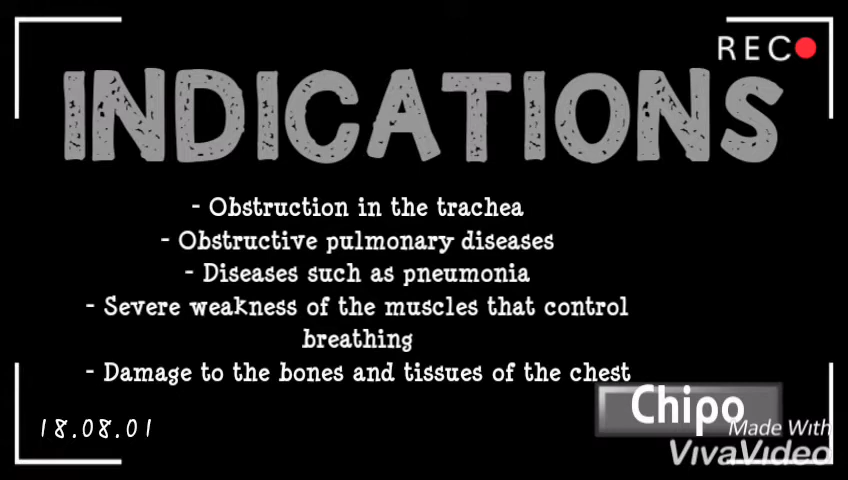 REC
INDICATIONS
- Obstruction in the trachea
- Obstructive pulmonary diseases
- Diseases such as pneumonia
- Severe weakness of the muscles that control
breathing
- Damage to the bones and tissues of the chest
Chipo
18.08.01
Made With
VivaVideo